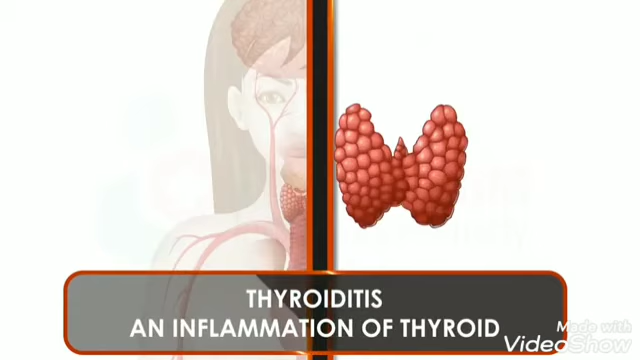 THYROIDITIS
AN INFLAMMATION OF THYROID
Made with
VideoShow